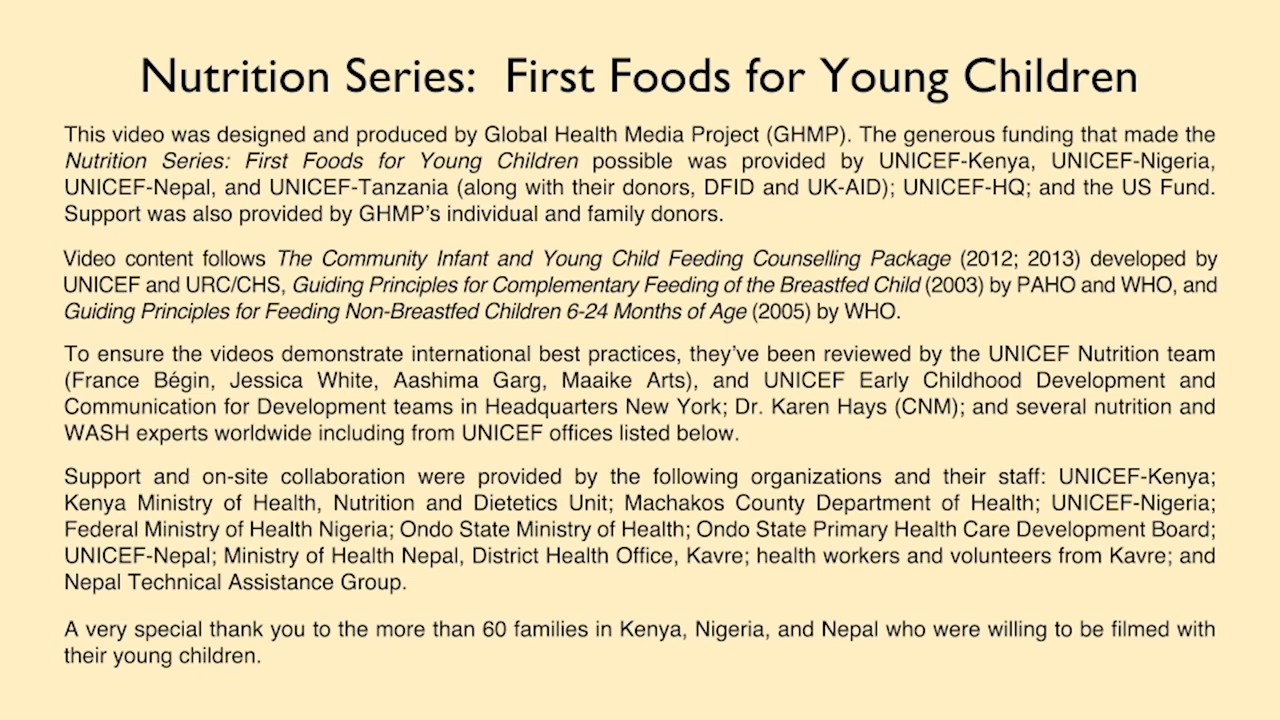 Nutrition Series: First Foods for Young Children
This video was designed and produced by Global Health Media Project (GHMP). The generous funding that made the
Nutrition Series: First Foods for Young Children possible was provided by UNICEF-Kenya, UNICEF-Nigeria,
UNICEF-Nepal, and UNICEF-Tanzania (along with their donors, DFID and UK-AID); UNICEF-HQ; and the US Fund.
Support was also provided by GHMP's individual and family donors.
Video content follows The Community Infant and Young Child Feeding Counselling Package (2012; 2013) developed by
UNICEF and URC/CHS, Guiding Principles for Complementary Feeding of the Breastfed Child (2003) by PAHO and WHO, and
Guiding Principles for Feeding Non-Breastfed Children 6-24 Months of Age (2005) by WHO.
To ensure the videos demonstrate international best practices, they've been reviewed by the UNICEF Nutrition team
(France Bégin, Jessica White, Aashima Garg, Maaike Arts), and UNICEF Early Childhood Development and
Communication for Development teams in Headquarters New York; Dr. Karen Hays (CNM); and several nutrition and
WASH experts worldwide including from UNICEF offices listed below.
Support and on-site collaboration were provided by the following organizations and their staff: UNICEF-Kenya;
Kenya Ministry of Health, Nutrition and Dietetics Unit; Machakos County Department of Health; UNICEF-Nigeria;
Federal Ministry of Health Nigeria; Ondo State Ministry of Health; Ondo State Primary Health Care Development Board;
UNICEF-Nepal; Ministry of Health Nepal, District Health Office, Kavre; health workers and volunteers from Kavre; and
Nepal Technical Assistance Group.
A very special thank you to the more than 60 families in Kenya, Nigeria, and Nepal who were willing to be filmed with
their young children.